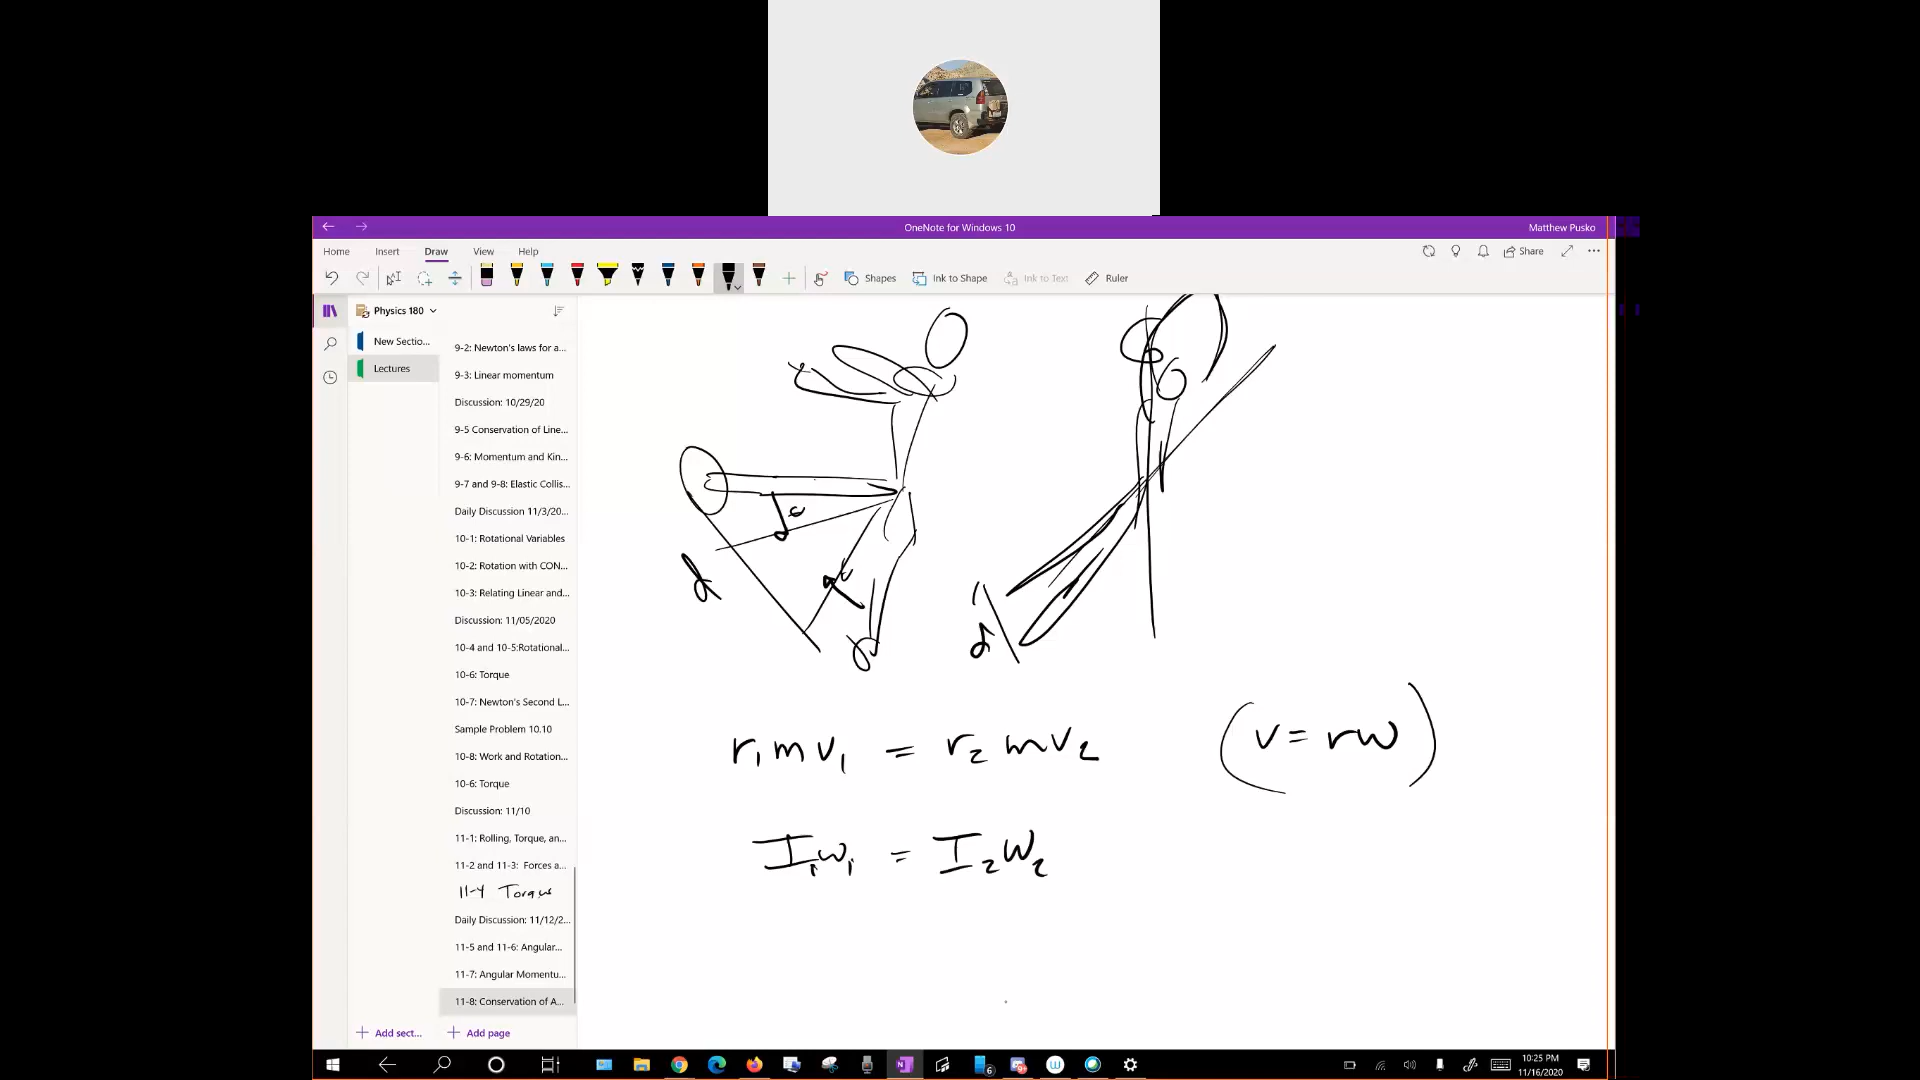 OneNote for Windows 10
Matthew Pusko
Home Insert Draw View Help
Share
Shapes Ink to Shape Ink to Text Ruler
Physics 180
New Sectio...
Lectures
9-2: Newton's laws for a...
9-3: Linear momentum
Discussion: 10/29/20
9-5 Conservation of Line...
9-6: Momentum and Kin...
9-7 and 9-8: Elastic Collis...
Daily Discussion 11/3/20...
10-1: Rotational Variables
10-2: Rotation with CON...
10-3: Relating Linear and...
Discussion: 11/05/2020
10-4 and 10-5:Rotational...
10-6: Torque
10-7: Newton's Second L...
Sample Problem 10.10
10-8: Work and Rotation...
10-6: Torque
Discussion: 11/10
11-1: Rolling, Torque, an...
11-2 and 11-3: Forces a...
11-4 Torque
Daily Discussion: 11/12/2...
11-5 and 11-6: Angular...
11-7: Angular Momentu...
11-8: Conservation of A...
Add sect...
Add page
d
d
r₁mv₁ = r₂mv₂
(v = rω)
I₁ω₁ = I₂ω₂
6
10:25 PM
11/16/2020